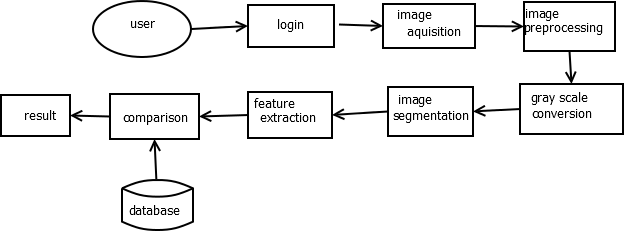 user
login
image
aquisition
image
preprocessing
gray scale
conversion
image
segmentation
feature
extraction
comparison
result
database